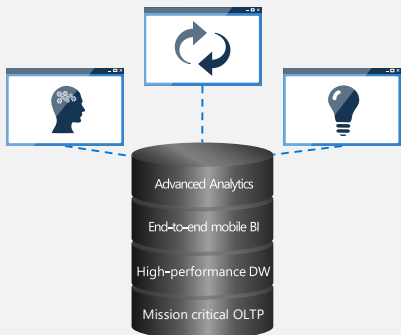 Advanced Analytics
End-to-end mobile BI
High-performance DW
Mission critical OLTP